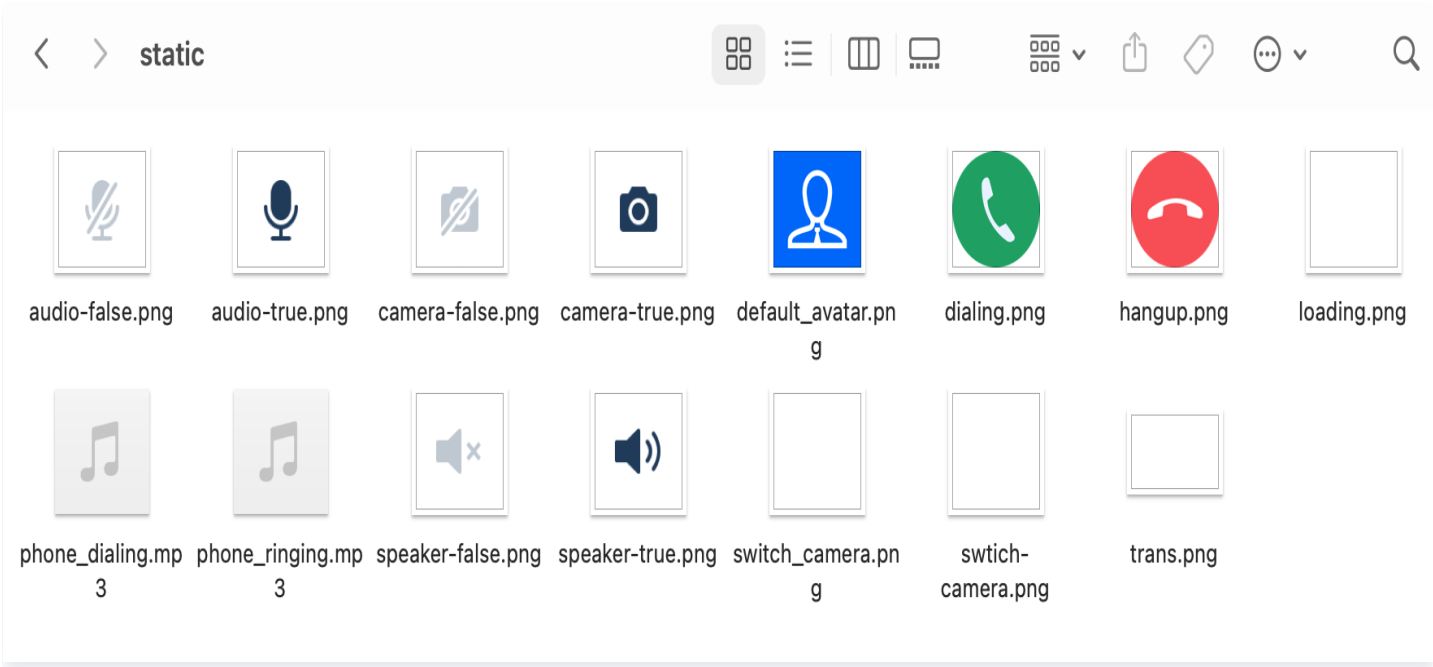 static
audio-false.png
audio-true.png
camera-false.png
camera-true.png
default_avatar.pn
g
dialing.png
hangup.png
loading.png
phone_dialing.mp
3
phone_ringing.mp
3
speaker-false.png
speaker-true.png
switch_camera.pn
g
swtich-
camera.png
trans.png